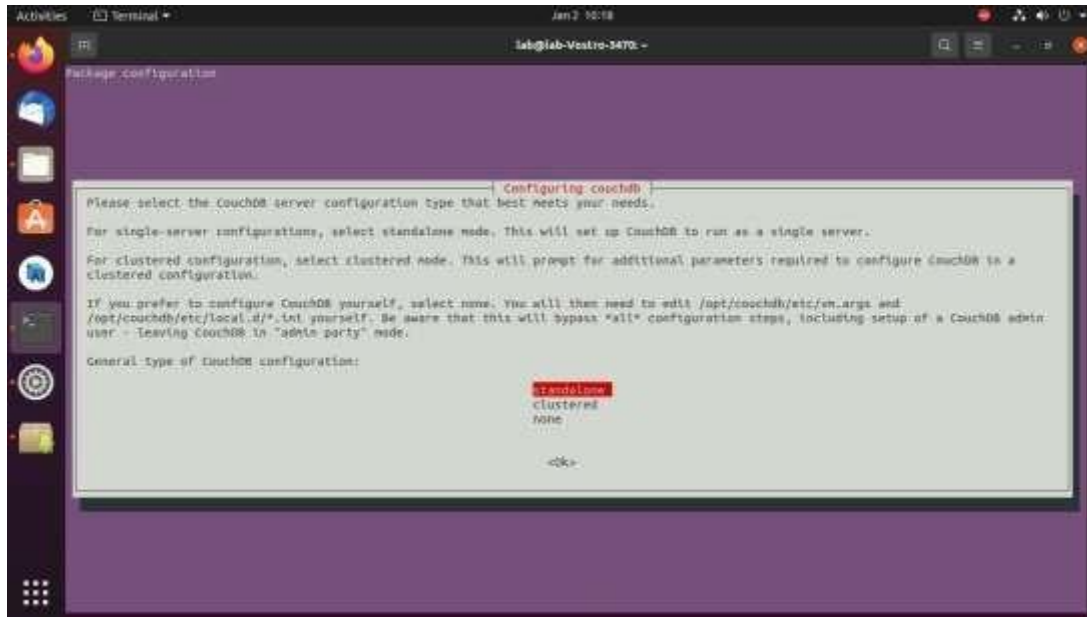 Activities
Terminal
Jan 2 10:18
lab@lab-Vostro-3470: ~
Package configuration
Configuring couchdb
Please select the CouchDB server configuration type that best meets your needs.
For single-server configurations, select standalone mode. This will set up CouchDB to run as a single server.
For clustered configuration, select clustered mode. This will prompt for additional parameters required to configure CouchDB in a
clustered configuration.
If you prefer to configure CouchDB yourself, select none. You will then need to edit /opt/couchdb/etc/vm.args and
/opt/couchdb/etc/local.d/*.ini yourself. Be aware that this will bypass *all* configuration steps, including setup of a CouchDB admin
user - leaving CouchDB in "admin party" mode.
General type of CouchDB configuration:
standalone
clustered
none
<Ok>